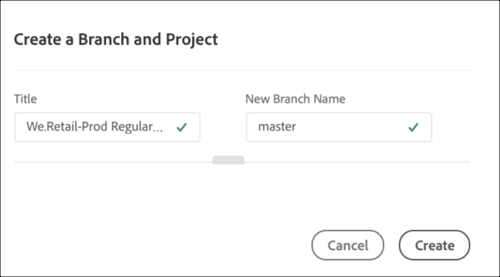 Create a Branch and Project
Title
New Branch Name
We.Retail-Prod Regular...
master
Cancel
Create